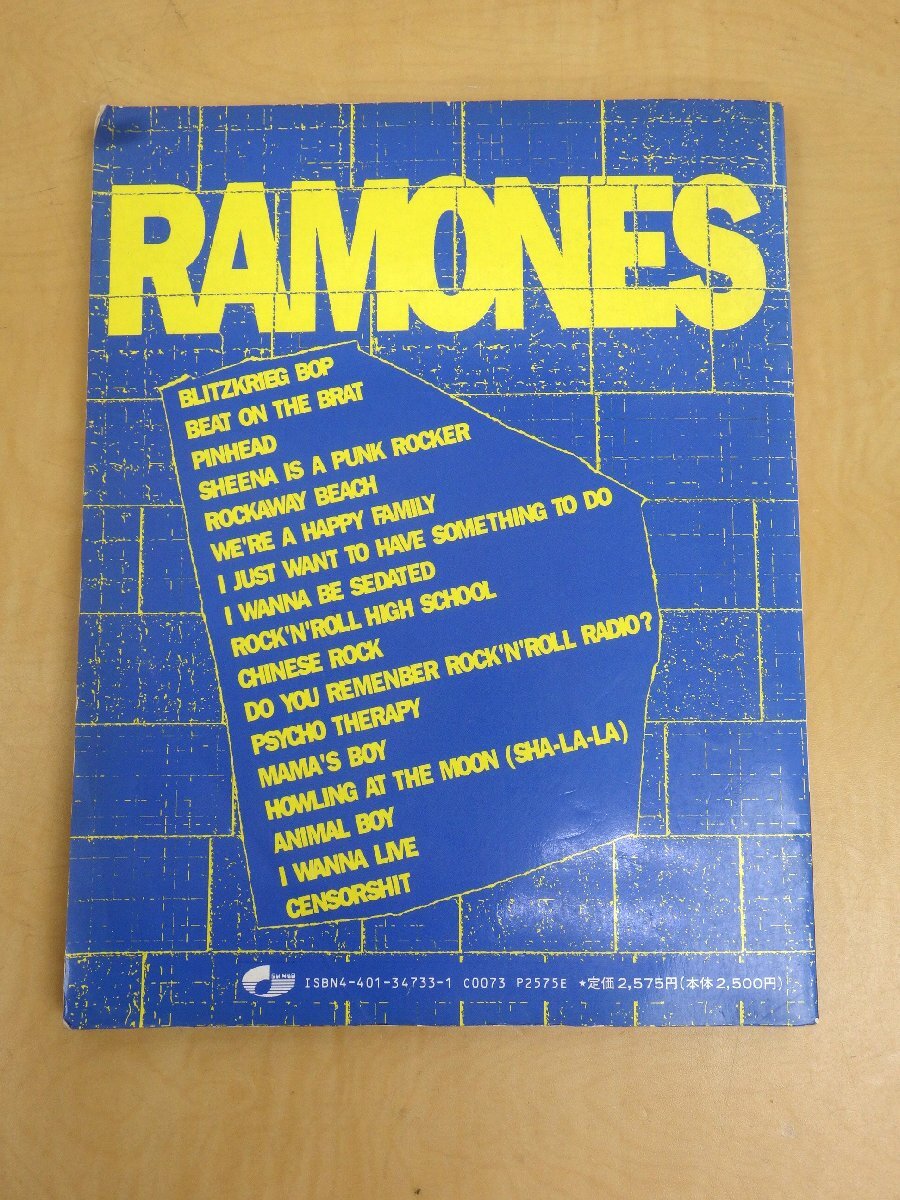 RAMONES
BLITZKRIEG BOP
BEAT ON THE BRAT
PINHEAD
SHEENA IS A PUNK ROCKER
ROCKAWAY BEACH
WE'RE A HAPPY FAMILY
I JUST WANT TO HAVE SOMETHING TO DO
I WANNA BE SEDATED
ROCK'N'ROLL HIGH SCHOOL
CHINESE ROCK
DO YOU REMENBER ROCK'N'ROLL RADIO?
PSYCHO THERAPY
MAMA'S BOY
HOWLING AT THE MOON (SHA-LA-LA)
ANIMAL BOY
I WANNA LIVE
CENSORSHIT
ISBN4-401-34733-1 C0073 P2575E ★定価2,575円(本体2,500円)